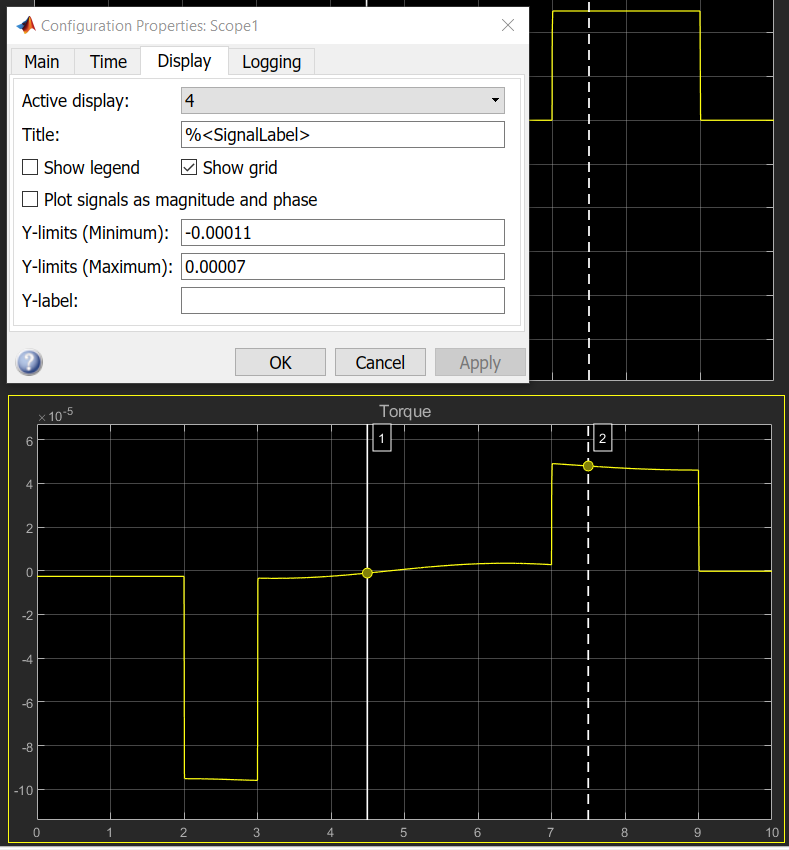 Configuration Properties: Scope1
Main Time Display Logging
Active display: 4
Title: %<SignalLabel>
Show legend Show grid
Plot signals as magnitude and phase
Y-limits (Minimum): -0.00011
Y-limits (Maximum): 0.00007
Y-label:
? OK Cancel Apply
×10-5 Torque
1 2
6
4
2
0
-2
-4
-6
-8
-10
0 1 2 3 4 5 6 7 8 9 10